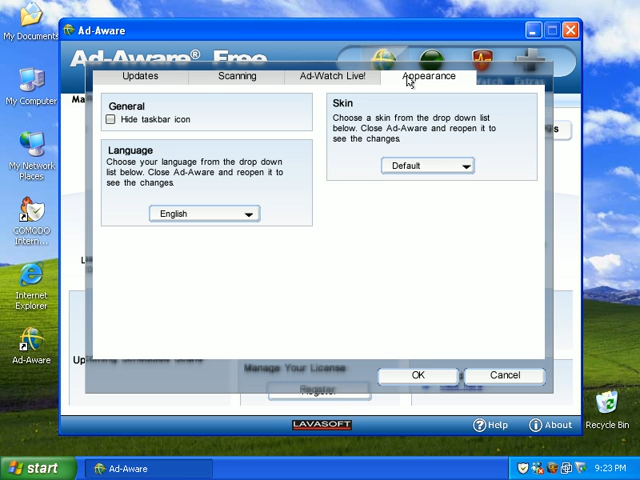 My Documents
My Computer
My Network
Places
COMODO
Intern...
Internet
Explorer
Ad-Aware
Recycle Bin
Ad-Aware
Ad-Aware® Free
Extras
Updates
Scanning
Ad-Watch Live!
Appearance
General
Hide taskbar icon
Language
Choose your language from the drop down
list below. Close Ad-Aware and reopen it to
see the changes.
English
Skin
Choose a skin from the drop down list
below. Close Ad-Aware and reopen it to
see the changes.
Default
Manage Your License
Register
OK
Cancel
LAVASOFT
Help
About
start
Ad-Aware
9:23 PM